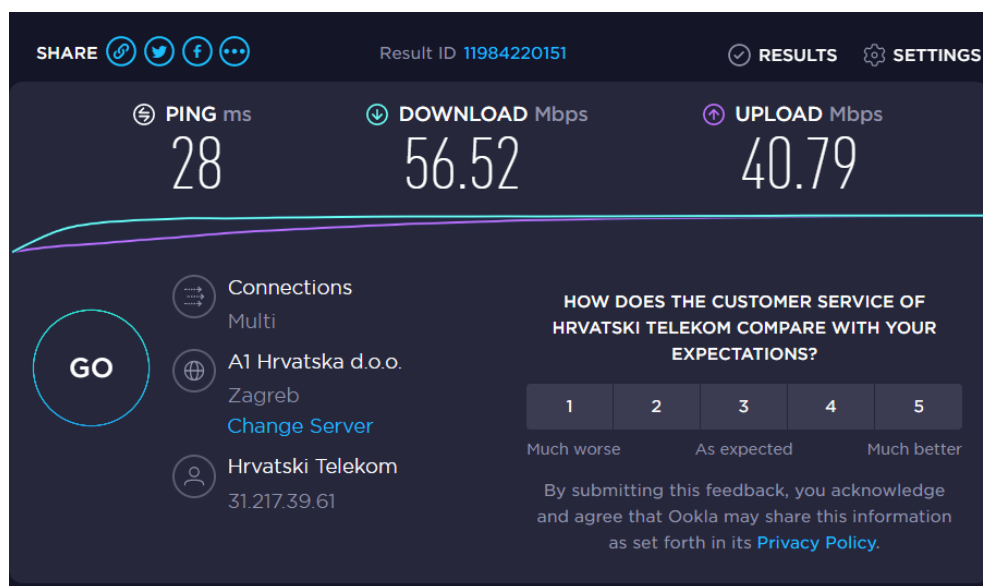 SHARE Result ID 11984220151 RESULTS SETTINGS
PING ms DOWNLOAD Mbps UPLOAD Mbps
28 56.52 40.79
GO
Connections
Multi
A1 Hrvatska d.o.o.
Zagreb
Change Server
Hrvatski Telekom
31.217.39.61
HOW DOES THE CUSTOMER SERVICE OF
HRVATSKI TELEKOM COMPARE WITH YOUR
EXPECTATIONS?
1 2 3 4 5
Much worse As expected Much better
By submitting this feedback, you acknowledge
and agree that Ookla may share this information
as set forth in its Privacy Policy.